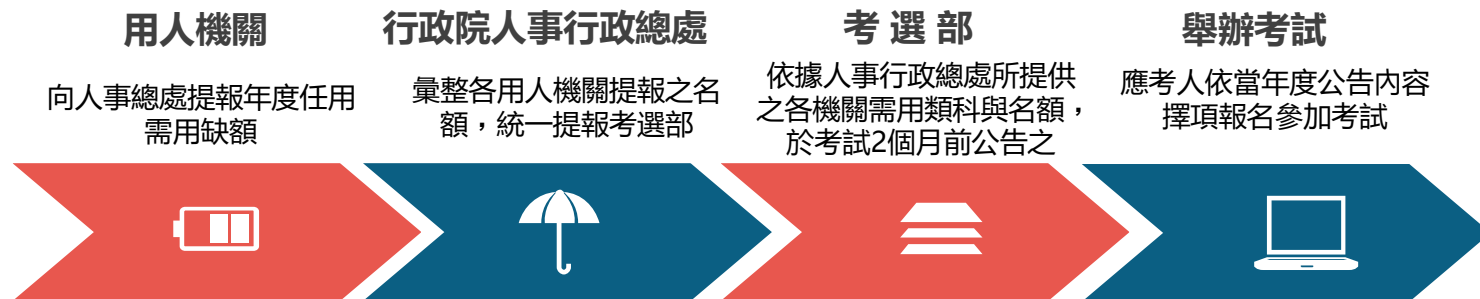 用人機關
向人事總處提報年度任用
需用缺額
行政院人事行政總處
彙整各用人機關提報之名
額，統一提報考選部
考 選 部
依據人事行政總處所提供
之各機關需用類科與名額，
於考試2個月前公告之
舉辦考試
應考人依當年度公告內容
擇項報名參加考試